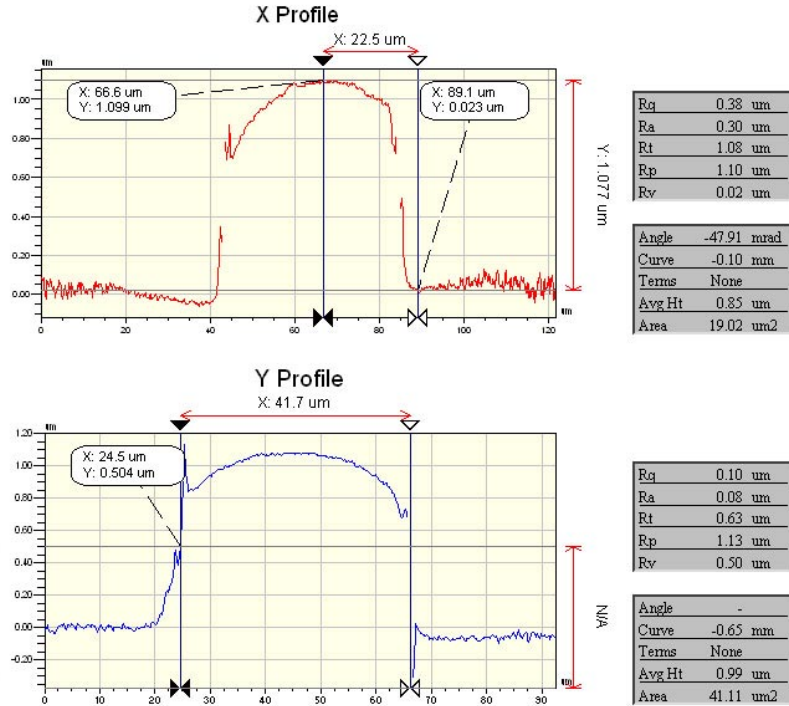 X Profile
X: 22.5 um
um
X: 66.6 um
Y: 1.099 um
X: 89.1 um
Y: 0.023 um
1.00
0.80
0.60
0.40
0.20
0.00
Y: 1.077 um
0 20 40 60 80 100 120
um
Rq 0.38 um
Ra 0.30 um
Rt 1.08 um
Rp 1.10 um
Rv 0.02 um
Angle -47.91 mrad
Curve -0.10 mm
Terms None
Avg Ht 0.85 um
Area 19.02 um2
Y Profile
X: 41.7 um
um
1.20
X: 24.5 um
Y: 0.504 um
1.00
0.80
0.60
0.40
0.20
0.00
-0.20
N/A
0 10 20 30 40 50 60 70 80 90
um
Rq 0.10 um
Ra 0.08 um
Rt 0.63 um
Rp 1.13 um
Rv 0.50 um
Angle -
Curve -0.65 mm
Terms None
Avg Ht 0.99 um
Area 41.11 um2